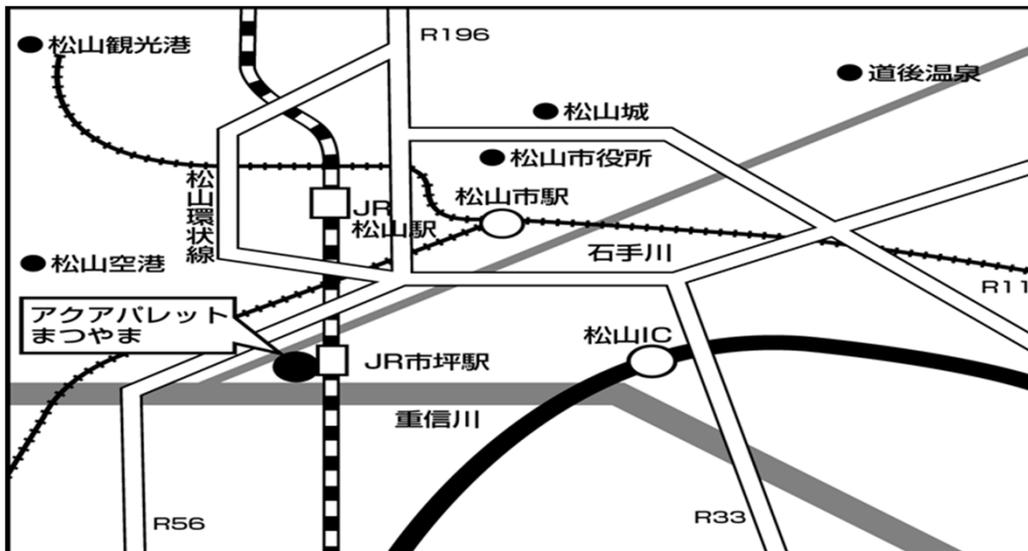 松山観光港
R196
道後温泉
松山城
松山市役所
松山環状線
松山市駅
JR
松山駅
石手川
松山空港
R11
アクアパレット
まつやま
松山IC
JR市坪駅
重信川
R56
R33